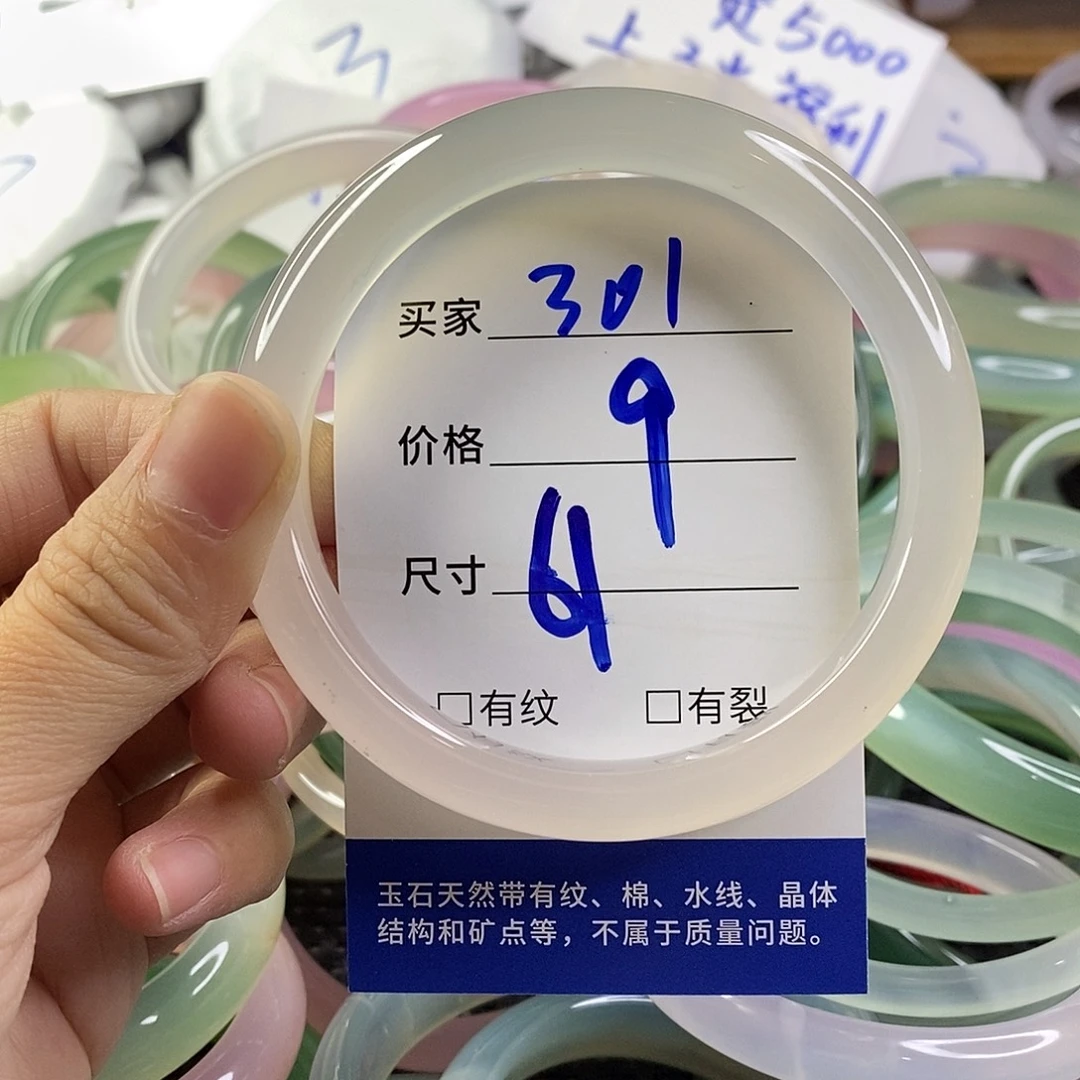 5000
上
买家 301
价格 9
尺寸 61
□有纹 □有裂
玉石天然带有纹、棉、水线、晶体
结构和矿点等，不属于质量问题。